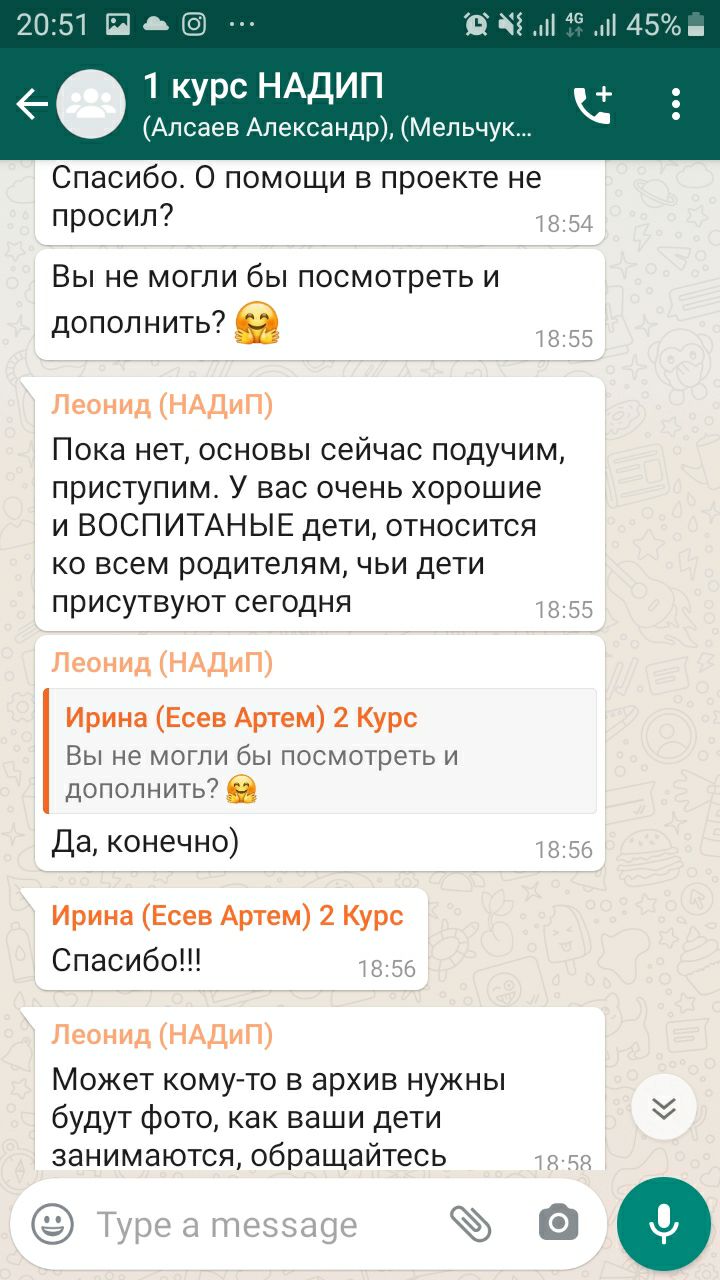 20:51 ... 4G 45%
1 курс НАДИП
(Алсаев Александр), (Мельчук...
Спасибо. О помощи в проекте не
просил?
18:54
Вы не могли бы посмотреть и
дополнить? 🤗
18:55
Леонид (НАДиП)
Пока нет, основы сейчас подучим,
приступим. У вас очень хорошие
и ВОСПИТАНЫЕ дети, относится
ко всем родителям, чьи дети
присутвуют сегодня
18:55
Леонид (НАДиП)
Ирина (Есев Артем) 2 Курс
Вы не могли бы посмотреть и
дополнить? 🤗
Да, конечно)
18:56
Ирина (Есев Артем) 2 Курс
Спасибо!!!
18:56
Леонид (НАДиП)
Может кому-то в архив нужны
будут фото, как ваши дети
занимаются, обращайтесь
18:58
Type a message